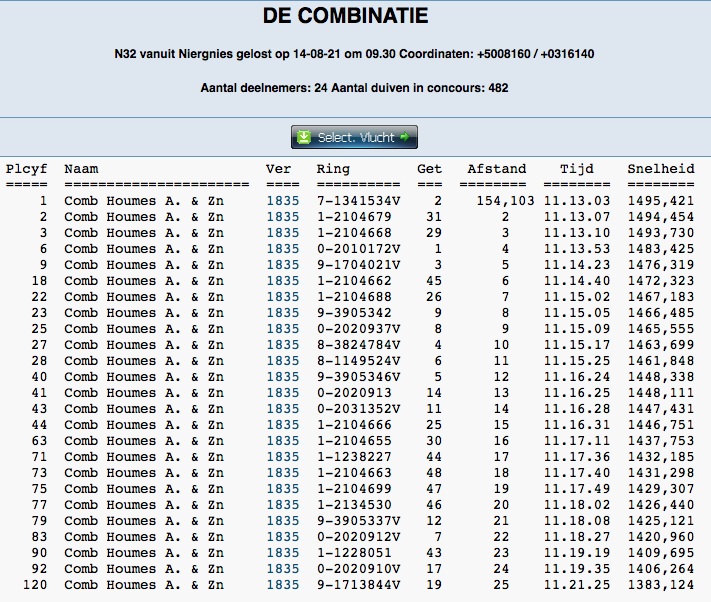 DE COMBINATIE
N32 vanuit Niergnies gelost op 14-08-21 om 09.30 Coordinaten: +5008160 / +0316140
Aantal deelnemers: 24 Aantal duiven in concours: 482
Select. Vlucht
Plcyf Naam Ver Ring Get Afstand Tijd Snelheid
===== ====================== ==== ========== === ======== ======== ========
1 Comb Houmes A. & Zn 1835 7-1341534V 2 154,103 11.13.03 1495,421
2 Comb Houmes A. & Zn 1835 1-2104679 31 2 11.13.07 1494,454
3 Comb Houmes A. & Zn 1835 1-2104668 29 3 11.13.10 1493,730
6 Comb Houmes A. & Zn 1835 0-2010172V 1 4 11.13.53 1483,425
9 Comb Houmes A. & Zn 1835 9-1704021V 3 5 11.14.23 1476,319
18 Comb Houmes A. & Zn 1835 1-2104662 45 6 11.14.40 1472,323
22 Comb Houmes A. & Zn 1835 1-2104688 26 7 11.15.02 1467,183
23 Comb Houmes A. & Zn 1835 9-3905342 9 8 11.15.05 1466,485
25 Comb Houmes A. & Zn 1835 0-2020937V 8 9 11.15.09 1465,555
27 Comb Houmes A. & Zn 1835 8-3824784V 4 10 11.15.17 1463,699
28 Comb Houmes A. & Zn 1835 8-1149524V 6 11 11.15.25 1461,848
40 Comb Houmes A. & Zn 1835 9-3905346V 5 12 11.16.24 1448,338
41 Comb Houmes A. & Zn 1835 0-2020913 14 13 11.16.25 1448,111
43 Comb Houmes A. & Zn 1835 0-2031352V 11 14 11.16.28 1447,431
44 Comb Houmes A. & Zn 1835 1-2104666 25 15 11.16.31 1446,751
63 Comb Houmes A. & Zn 1835 1-2104655 30 16 11.17.11 1437,753
71 Comb Houmes A. & Zn 1835 1-1238227 44 17 11.17.36 1432,185
73 Comb Houmes A. & Zn 1835 1-2104663 48 18 11.17.40 1431,298
75 Comb Houmes A. & Zn 1835 1-2104699 47 19 11.17.49 1429,307
77 Comb Houmes A. & Zn 1835 1-2134530 46 20 11.18.02 1426,440
79 Comb Houmes A. & Zn 1835 9-3905337V 12 21 11.18.08 1425,121
83 Comb Houmes A. & Zn 1835 0-2020912V 7 22 11.18.27 1420,960
90 Comb Houmes A. & Zn 1835 1-1228051 43 23 11.19.19 1409,695
92 Comb Houmes A. & Zn 1835 0-2020910V 17 24 11.19.35 1406,264
120 Comb Houmes A. & Zn 1835 9-1713844V 19 25 11.21.25 1383,124